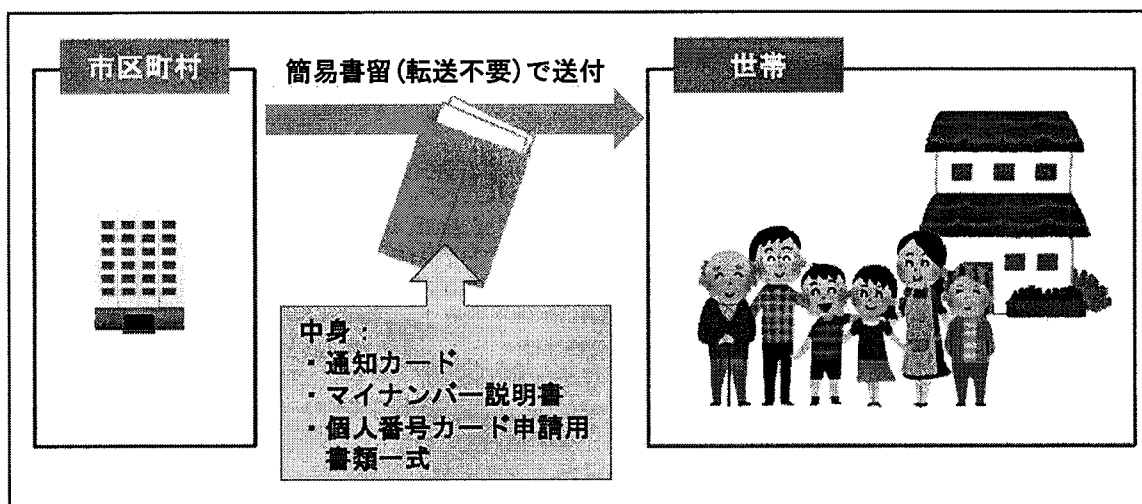 市区町村
簡易書留(転送不要)で送付
世帯
中身:
・通知カード
・マイナンバー説明書
・個人番号カード申請用
書類一式